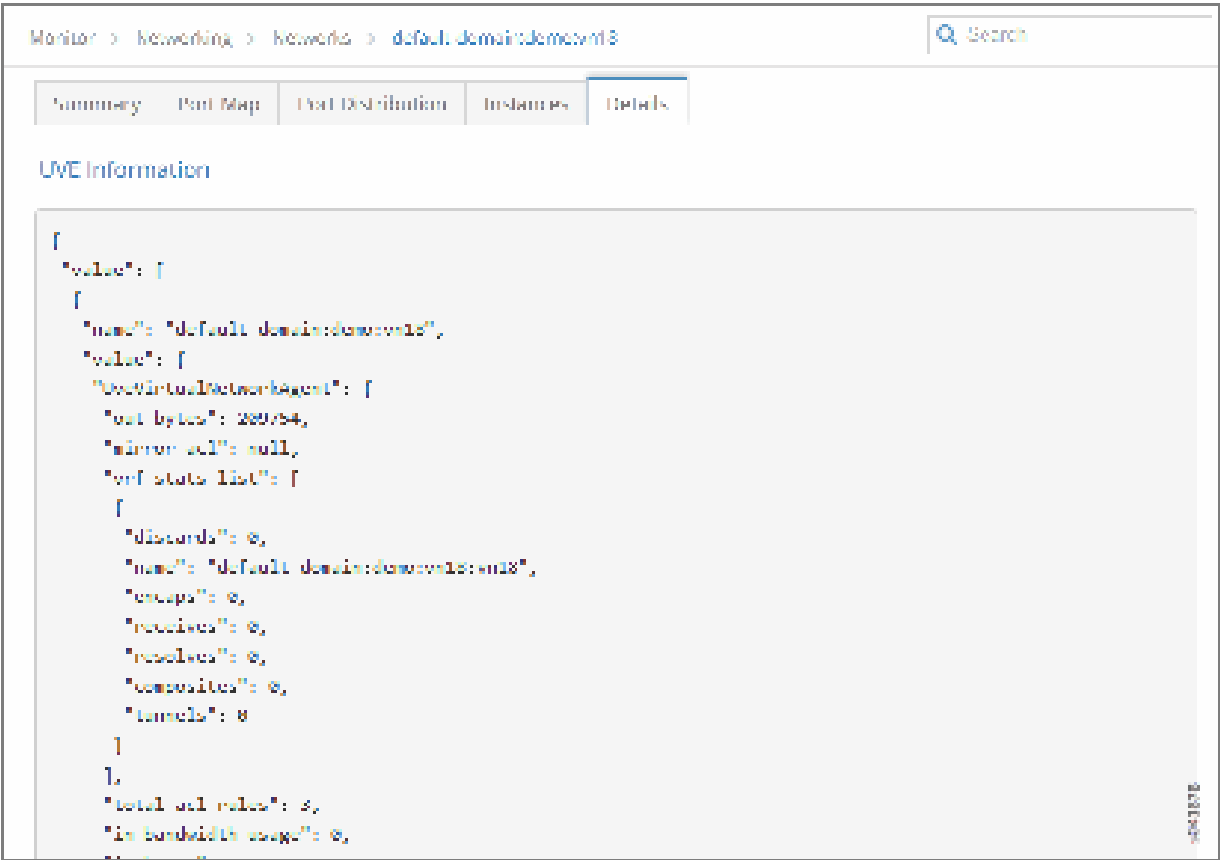 Monitor > Networking > Networks > default-domain:demo:vn18
Search
Summary Port Map Port Distribution Instances Details
UVE Information
{
"value": [
{
"name": "default-domain:demo:vn18",
"value": {
"UveVirtualNetworkAgent": {
"out_bytes": 209754,
"mirror_acl": null,
"vrf_stats_list": [
{
"discards": 0,
"name": "default-domain:demo:vn18:vn18",
"encaps": 0,
"receives": 0,
"resolves": 0,
"composites": 0,
"tunnels": 0
}
],
"total_acl_rules": 3,
"in_bandwidth_usage": 0,